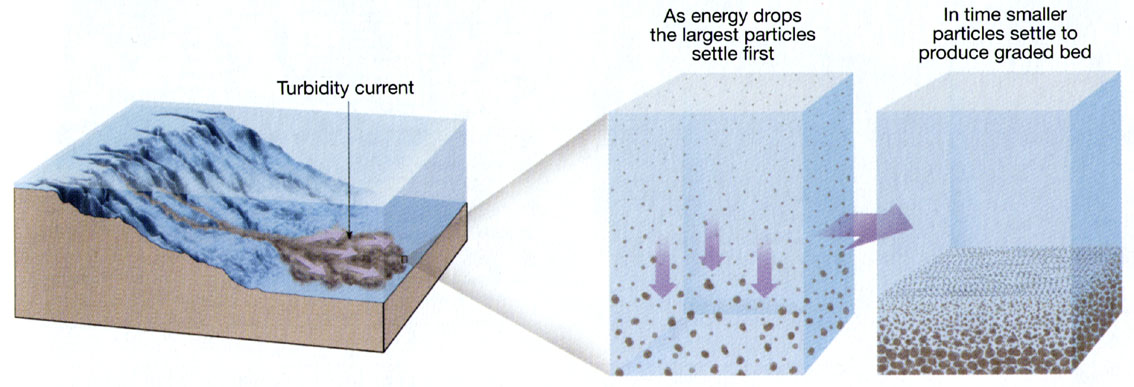 Turbidity current
As energy drops
the largest particles
settle first
In time smaller
particles settle to
produce graded bed